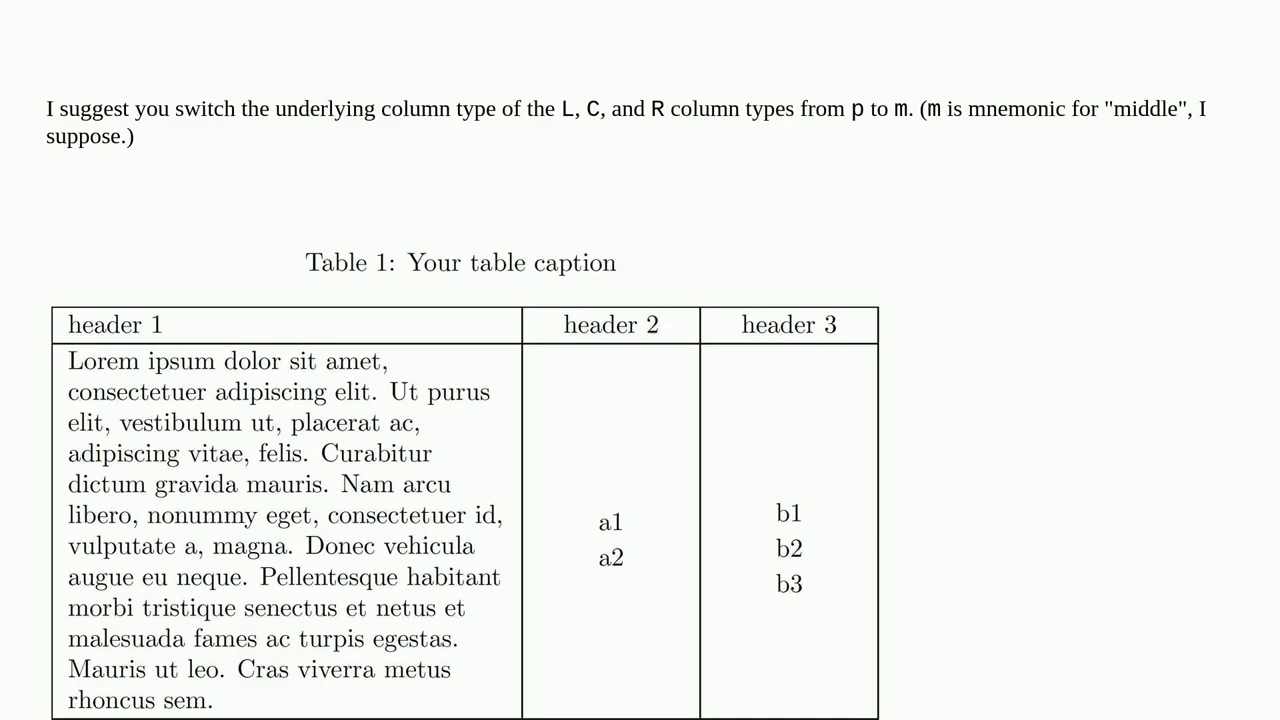 I suggest you switch the underlying column type of the L, C, and R column types from p to m. (m is mnemonic for "middle", I
suppose.)
Table 1: Your table caption
header 1 header 2 header 3
Lorem ipsum dolor sit amet,
consectetuer adipiscing elit. Ut purus
elit, vestibulum ut, placerat ac,
adipiscing vitae, felis. Curabitur
dictum gravida mauris. Nam arcu
libero, nonummy eget, consectetuer id,
vulputate a, magna. Donec vehicula
augue eu neque. Pellentesque habitant
morbi tristique senectus et netus et
malesuada fames ac turpis egestas.
Mauris ut leo. Cras viverra metus
rhoncus sem.
a1
a2
b1
b2
b3